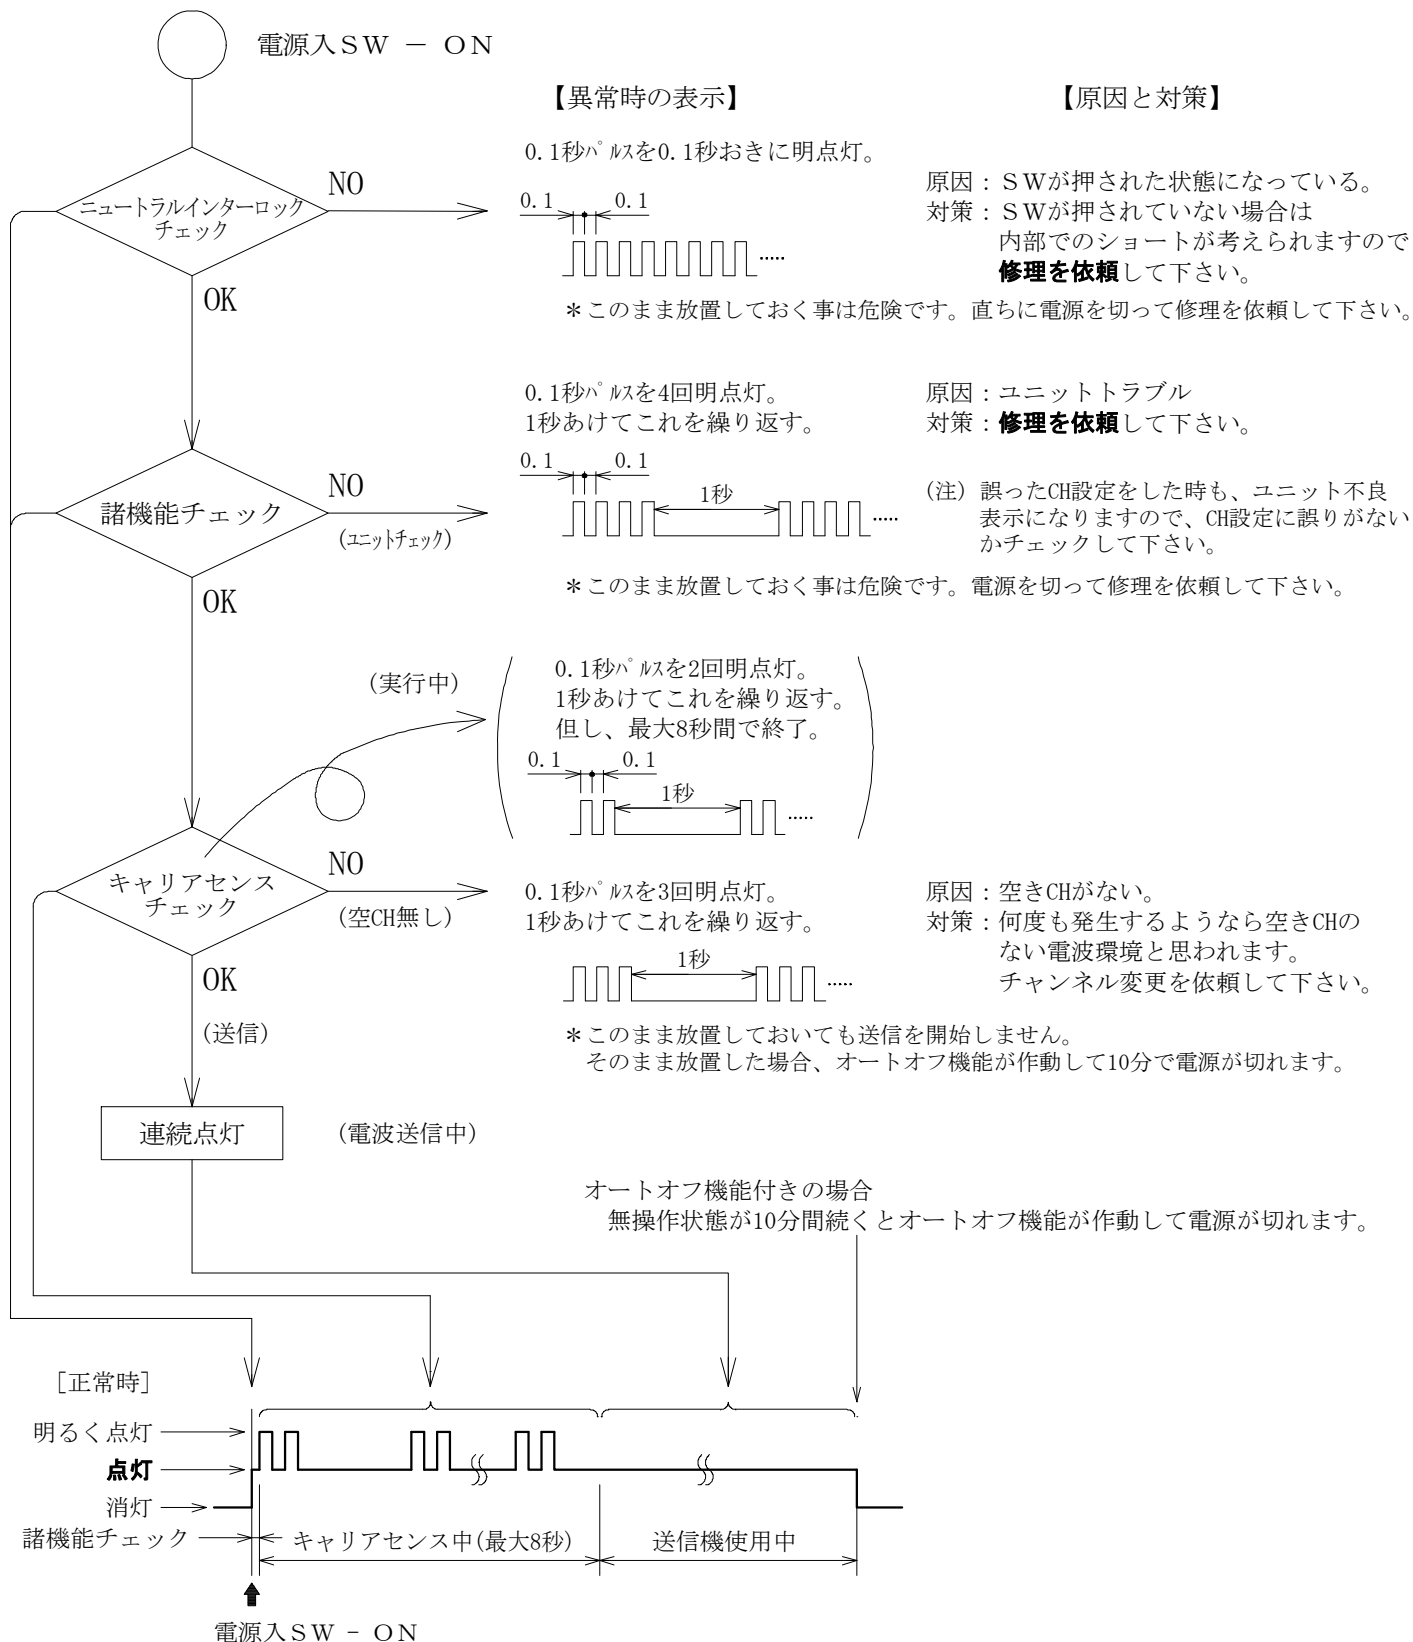 電源入ＳＷ － ＯＮ
【異常時の表示】
【原因と対策】
0.1秒ﾊﾟﾙｽを0.1秒おきに明点灯。
ニュートラルインターロック
チェック
NO
OK
0.1 0.1
原因：ＳＷが押された状態になっている。
対策：ＳＷが押されていない場合は
内部でのショートが考えられますので
修理を依頼して下さい。
＊このまま放置しておく事は危険です。直ちに電源を切って修理を依頼して下さい。
0.1秒ﾊﾟﾙｽを4回明点灯。
1秒あけてこれを繰り返す。
原因：ユニットトラブル
対策：修理を依頼して下さい。
諸機能チェック
NO
(ﾕﾆｯﾄﾁｪｯｸ)
OK
0.1 0.1
1秒
(注) 誤ったCH設定をした時も、ユニット不良
表示になりますので、CH設定に誤りがない
かチェックして下さい。
＊このまま放置しておく事は危険です。電源を切って修理を依頼して下さい。
(実行中)
0.1秒ﾊﾟﾙｽを2回明点灯。
1秒あけてこれを繰り返す。
但し、最大8秒間で終了。
0.1 0.1
1秒
キャリアセンス
チェック
NO
(空CH無し)
OK
(送信)
0.1秒ﾊﾟﾙｽを3回明点灯。
1秒あけてこれを繰り返す。
1秒
原因：空きCHがない。
対策：何度も発生するようなら空きCHの
ない電波環境と思われます。
チャンネル変更を依頼して下さい。
＊このまま放置しておいても送信を開始しません。
そのまま放置した場合、オートオフ機能が作動して10分で電源が切れます。
連続点灯
(電波送信中)
オートオフ機能付きの場合
無操作状態が10分間続くとオートオフ機能が作動して電源が切れます。
［正常時］
明るく点灯
点灯
消灯
諸機能チェック
キャリアセンス中(最大8秒)
送信機使用中
電源入ＳＷ－ＯＮ